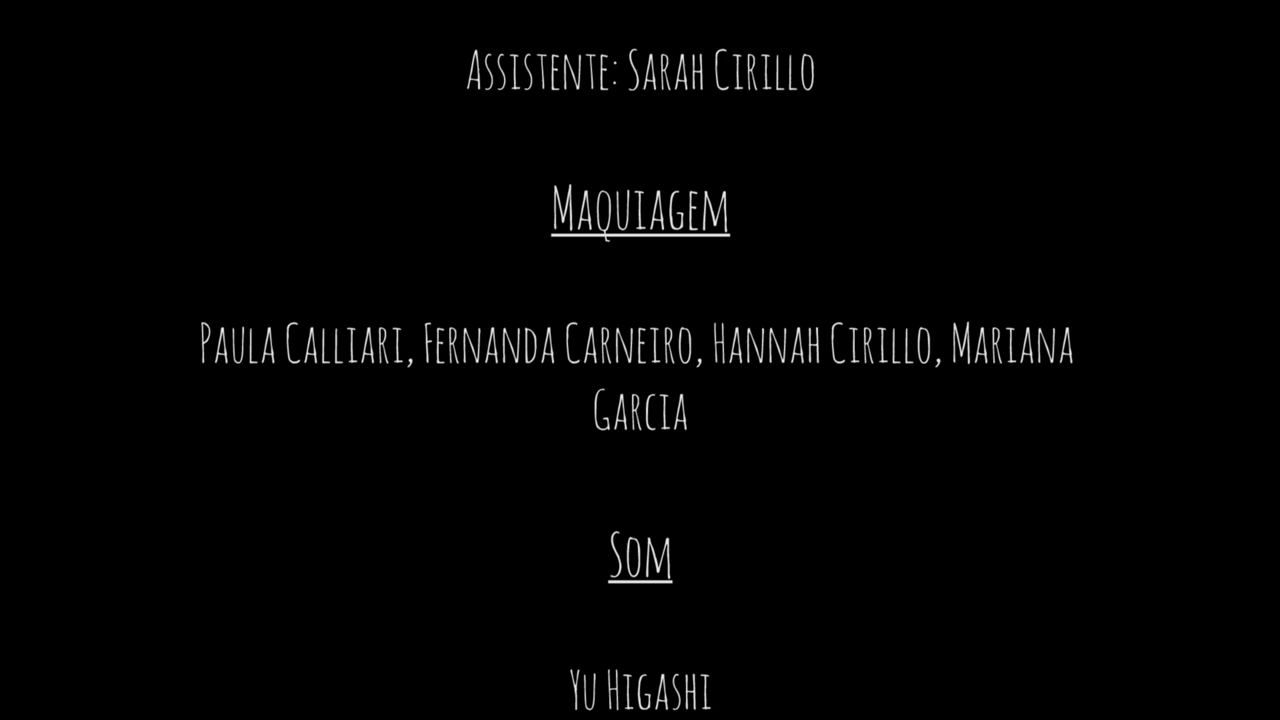 Assistente: Sarah Cirillo
Maquiagem
Paula Calliari, Fernanda Carneiro, Hannah Cirillo, Mariana
Garcia
Som
Yu Higashi